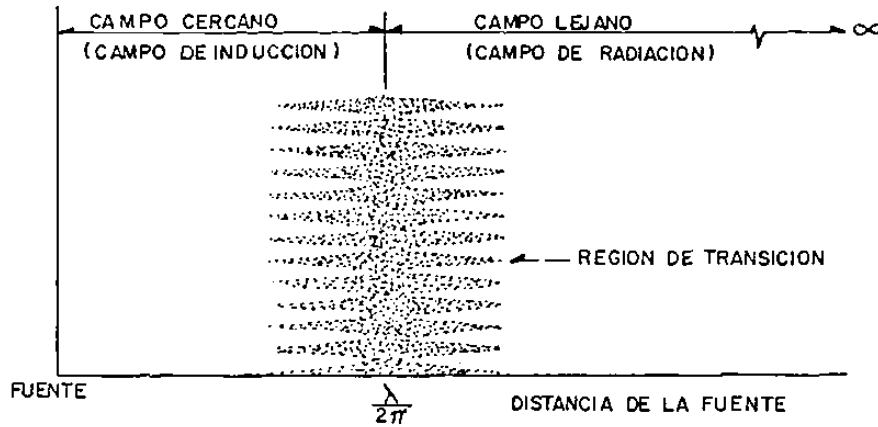 CAMPO CERCANO
(CAMPO DE INDUCCION)
CAMPO LEJANO
(CAMPO DE RADIACION)
∞
REGION DE TRANSICION
FUENTE
λ
2π
DISTANCIA DE LA FUENTE